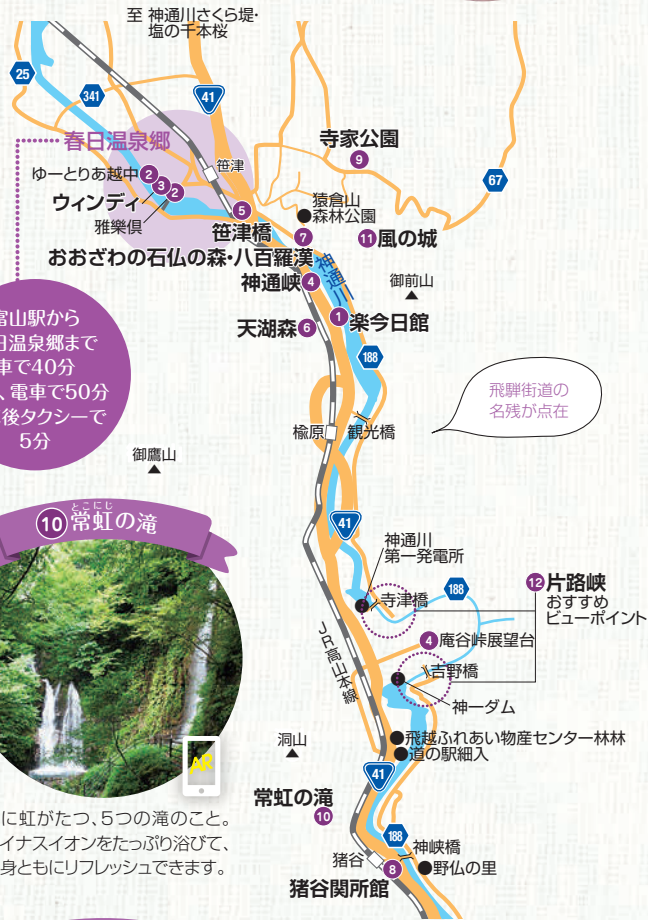 至 神通川さくら堤・
塩の千本桜
25
341
41
春日温泉郷
ゆーとりあ越中
2
3
2
ウィンディ
雅樂倶
笹津
5
笹津橋
寺家公園
9
67
猿倉山
森林公園
7
11
風の城
おおざわの石仏の森・八百羅漢
神通峡
4
神通川
御前山
天湖森
6
1
楽今日館
188
富山駅から
日温泉郷まで
車で40分
、電車で50分
後タクシーで
5分
飛騨街道の
名残が点在
楡原
観光橋
御鷹山
10
常虹の滝
とこにじ
41
神通川
第一発電所
寺津橋
188
12
片路峡
おすすめ
ビューポイント
JR高山本線
4
庵谷峠展望台
吉野橋
神一ダム
飛越ふれあい物産センター林林
道の駅細入
洞山
41
AR
常虹の滝
10
に虹がたつ、5つの滝のこと。
イナスイオンをたっぷり浴びて、
身ともにリフレッシュできます。
188
神峡橋
猪谷
8
野仏の里
猪谷関所館